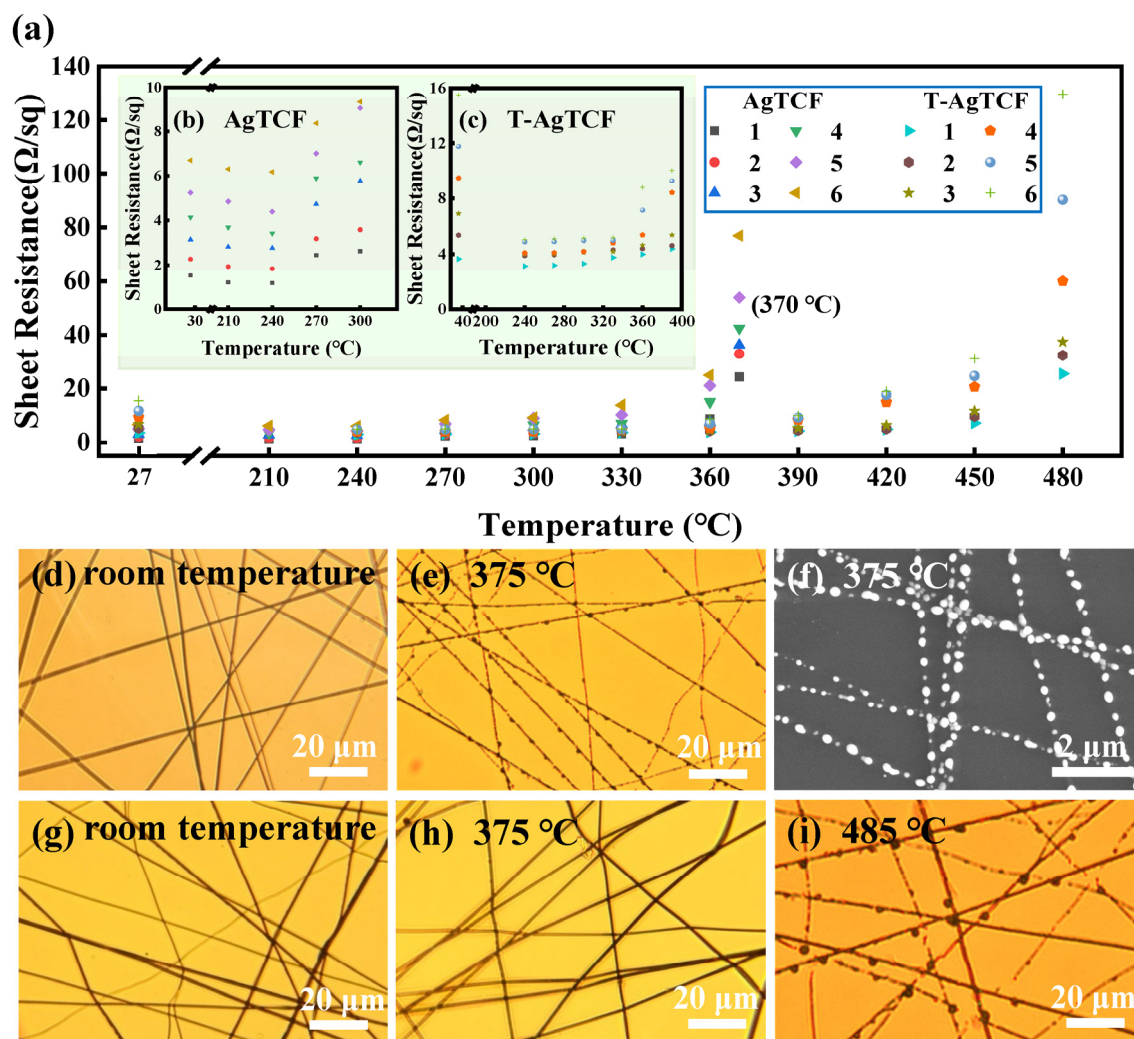 (a)
Sheet Resistance(Ω/sq)
140
120
100
80
60
40
20
0
27 210 240 270 300 330 360 390 420 450 480
Temperature (℃)
(b) AgTCF
Sheet Resistance(Ω/sq)
10
8
6
4
2
0
30 210 240 270 300
Temperature (℃)
(c) T-AgTCF
Sheet Resistance(Ω/sq)
16
12
8
4
0
40 200 240 280 320 360 400
Temperature (℃)
AgTCF T-AgTCF
1 4 1 4
2 5 2 5
3 6 3 6
(370 ℃)
(d) room temperature
20 μm
(e) 375 ℃
20 μm
(f) 375 ℃
2 μm
(g) room temperature
20 μm
(h) 375 ℃
20 μm
(i) 485 ℃
20 μm